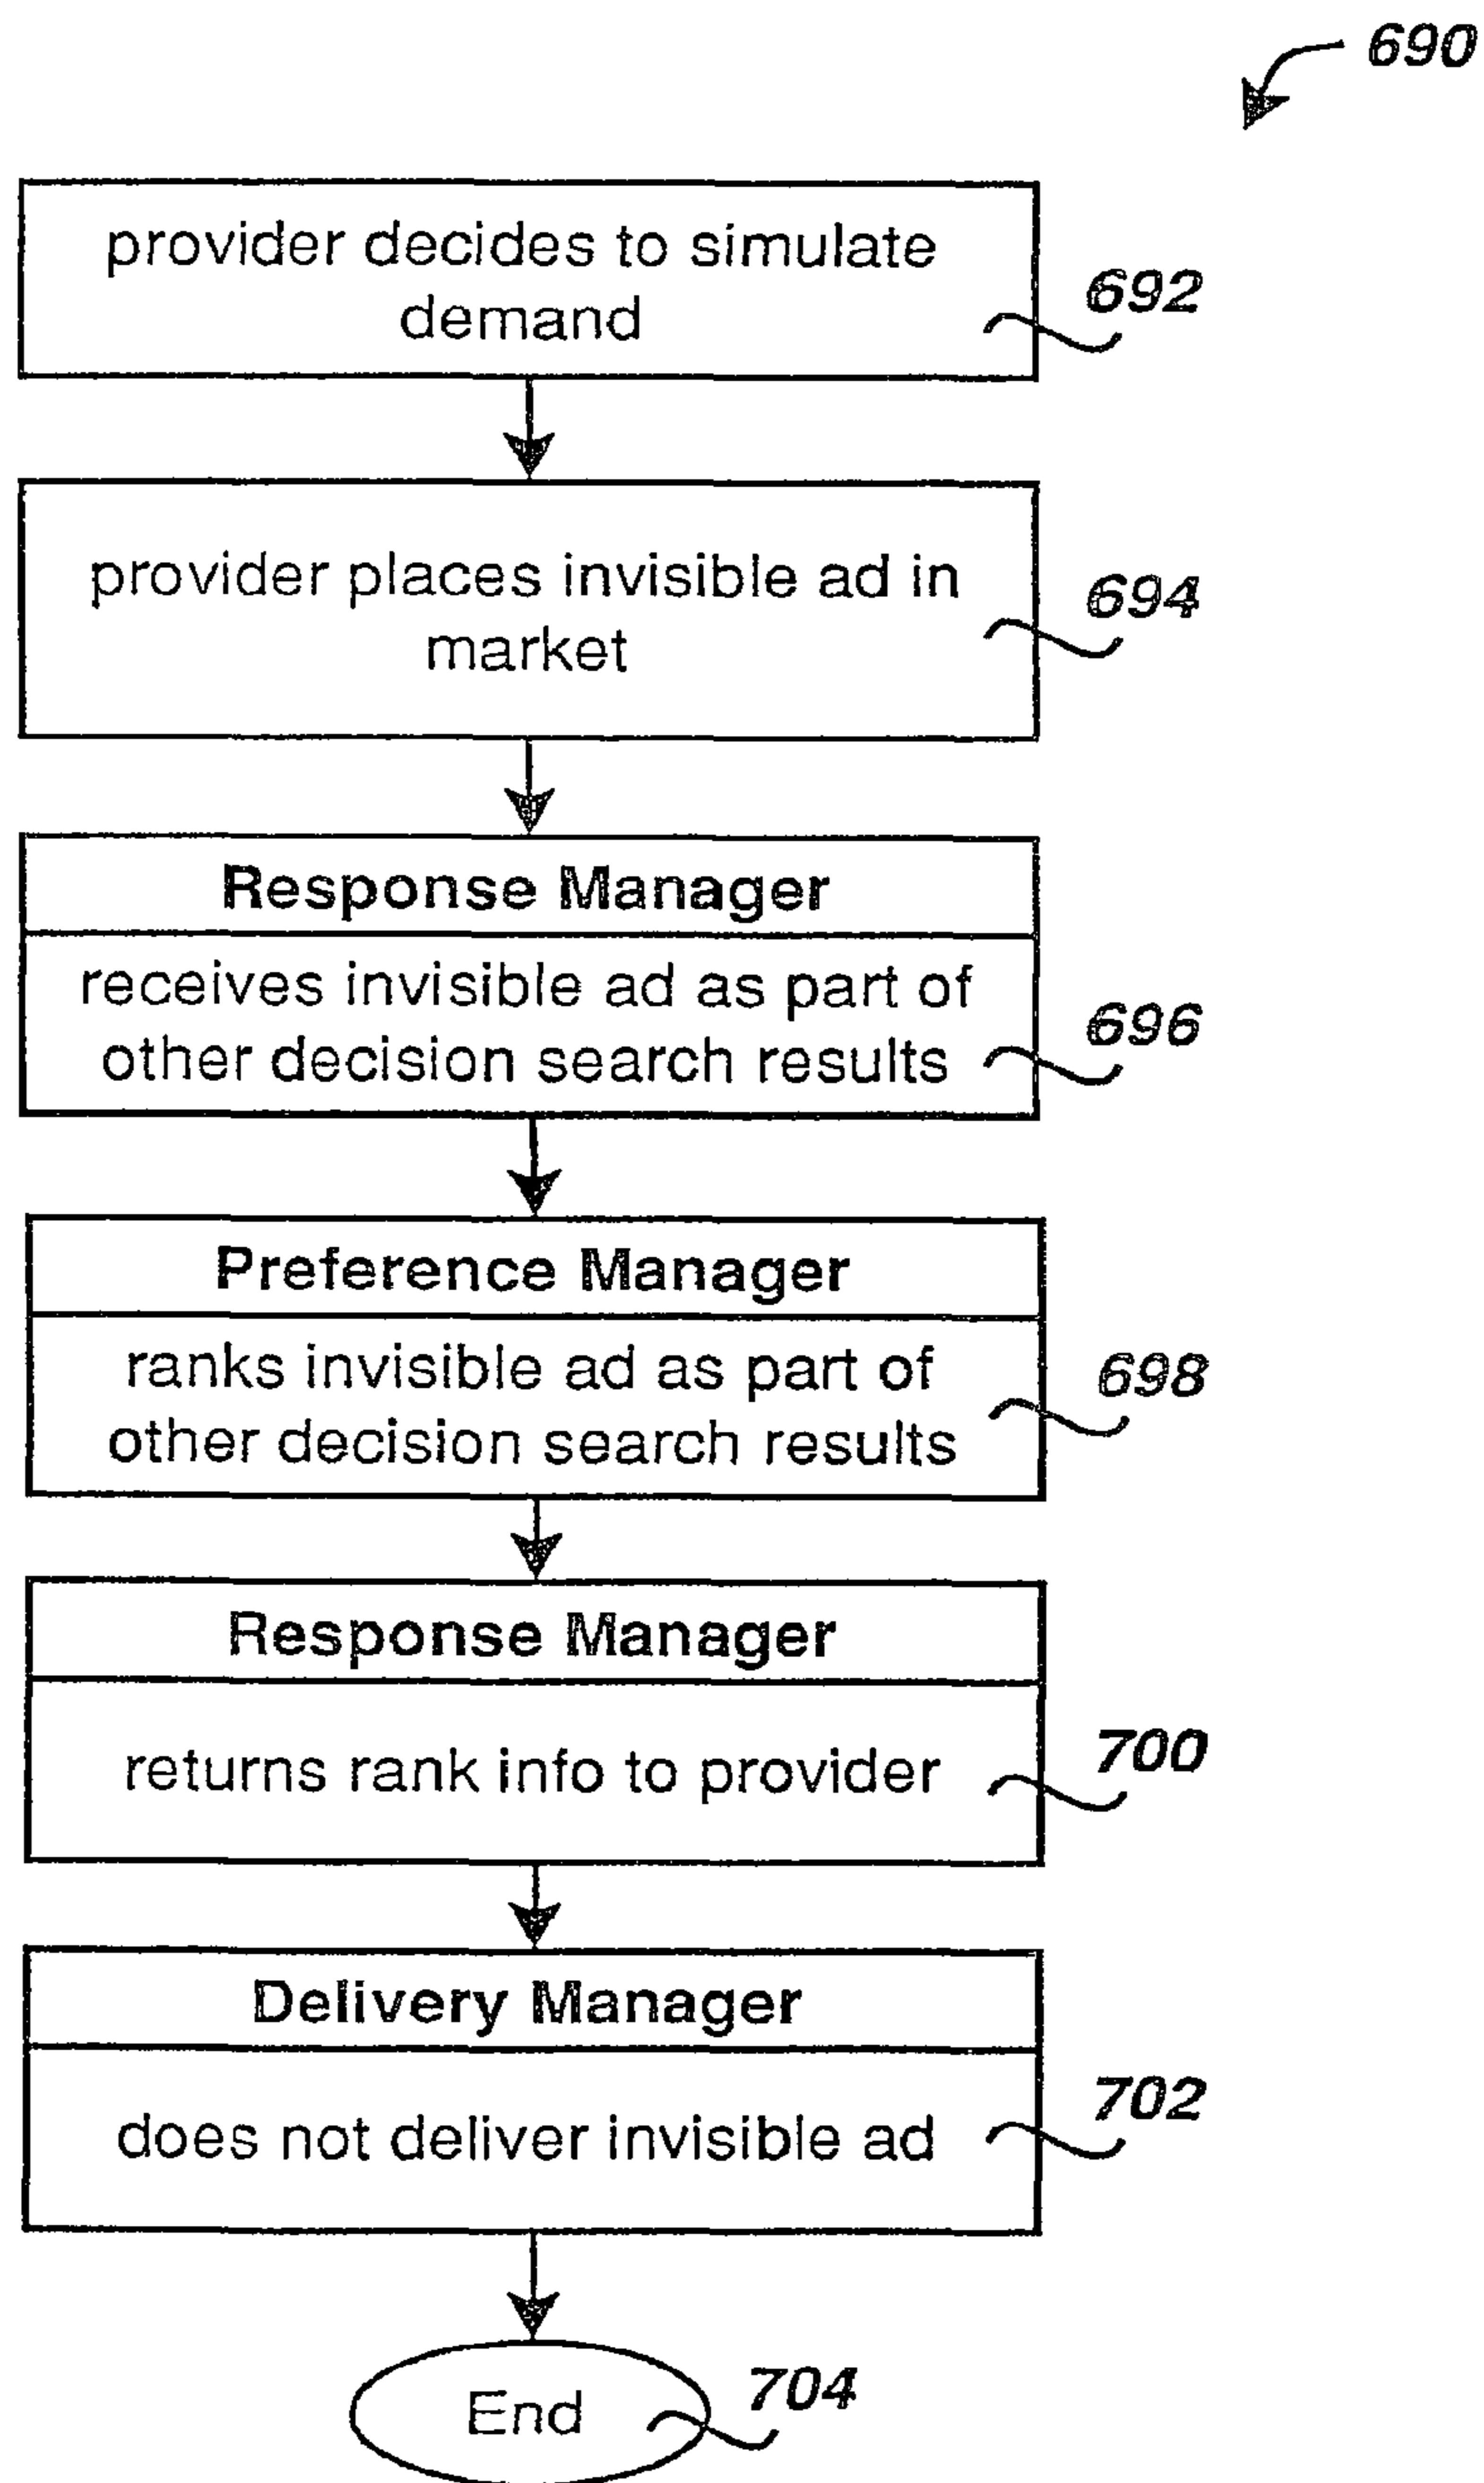 690
provider decides to simulate
demand
692
provider places invisible ad in
market
694
Response Manager
receives invisible ad as part of
other decision search results
696
Preference Manager
ranks invisible ad as part of
other decision search results
698
Response Manager
returns rank info to provider
700
Delivery Manager
does not deliver invisible ad
702
End
704